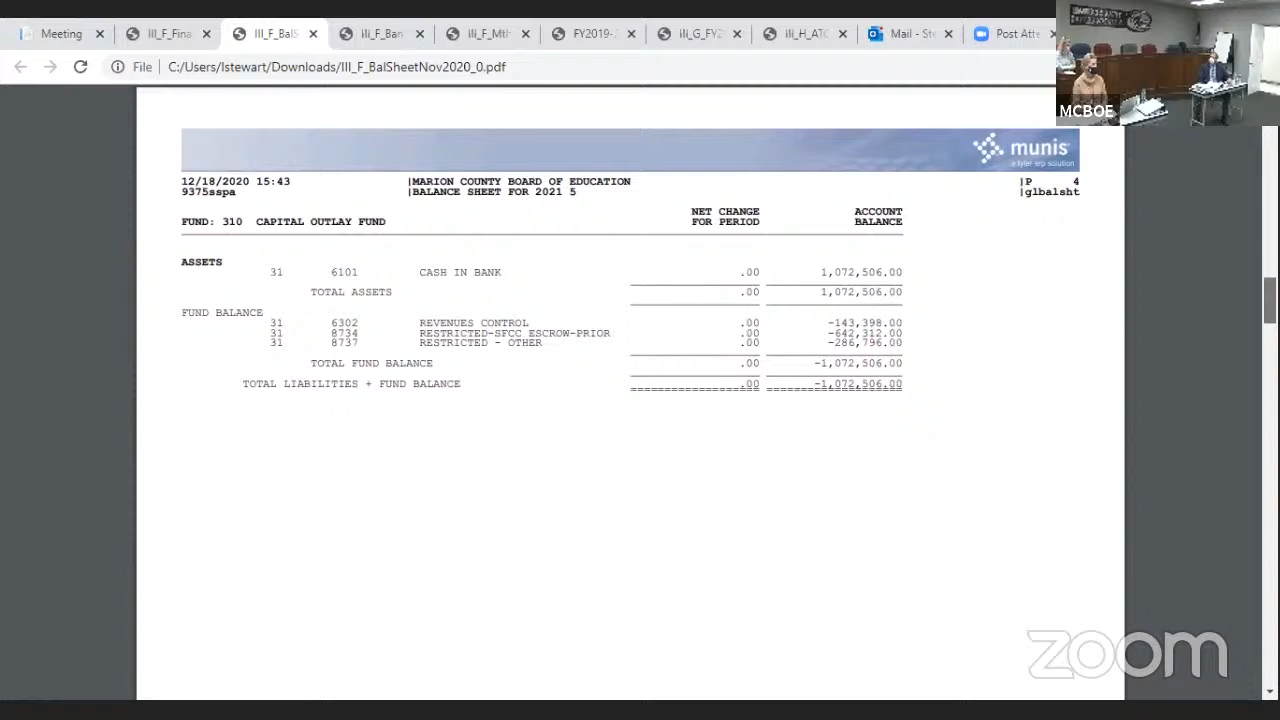 Meeting
III_F_Fina
III_F_BalS
iIi_F_Ban
iIi_F_Mth
FY2019-
iIi_G_FY2
iIi_H_ATC
Mail - Ste
Post Atte
File | C:/Users/lstewart/Downloads/III_F_BalSheetNov2020_0.pdf
MCBOE
munis
a tyler erp solution
12/18/2020 15:43 |MARION COUNTY BOARD OF EDUCATION |P 4
9375sspa |BALANCE SHEET FOR 2021 5 |glbalsht
NET CHANGE ACCOUNT
FUND: 310 CAPITAL OUTLAY FUND FOR PERIOD BALANCE
ASSETS
31 6101 CASH IN BANK .00 1,072,506.00
TOTAL ASSETS .00 1,072,506.00
FUND BALANCE
31 6302 REVENUES CONTROL .00 -143,398.00
31 8734 RESTRICTED-SFCC ESCROW-PRIOR .00 -642,312.00
31 8737 RESTRICTED - OTHER .00 -286,796.00
TOTAL FUND BALANCE .00 -1,072,506.00
TOTAL LIABILITIES + FUND BALANCE .00 -1,072,506.00
zoom